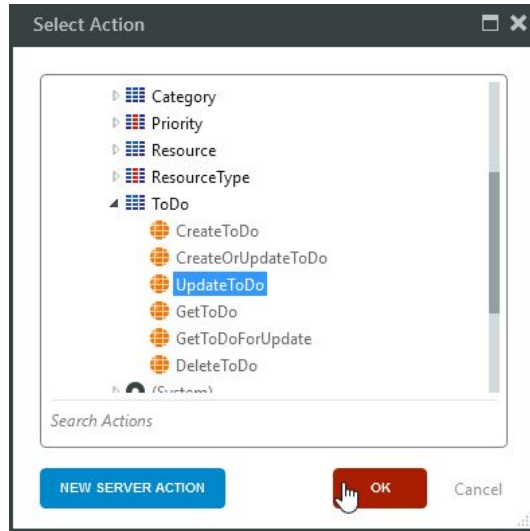 Select Action
Category
Priority
Resource
ResourceType
ToDo
CreateToDo
CreateOrUpdateToDo
UpdateToDo
GetToDo
GetToDoForUpdate
DeleteToDo
(System)
Search Actions
NEW SERVER ACTION OK Cancel